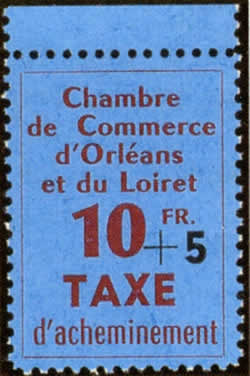 Chambre
de Commerce
d'Orléans
et du Loiret
10 FR.
+5
TAXE
d'acheminement